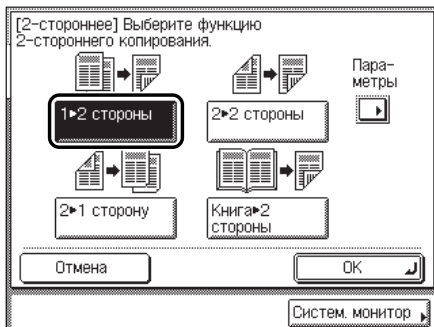 [2-стороннее] Выберите функцию
2-стороннего копирования.
Пара-
метры
1▶2 стороны
2▶2 стороны
2▶1 сторону
Книга▶2
стороны
Отмена
OK
Систем. монитор